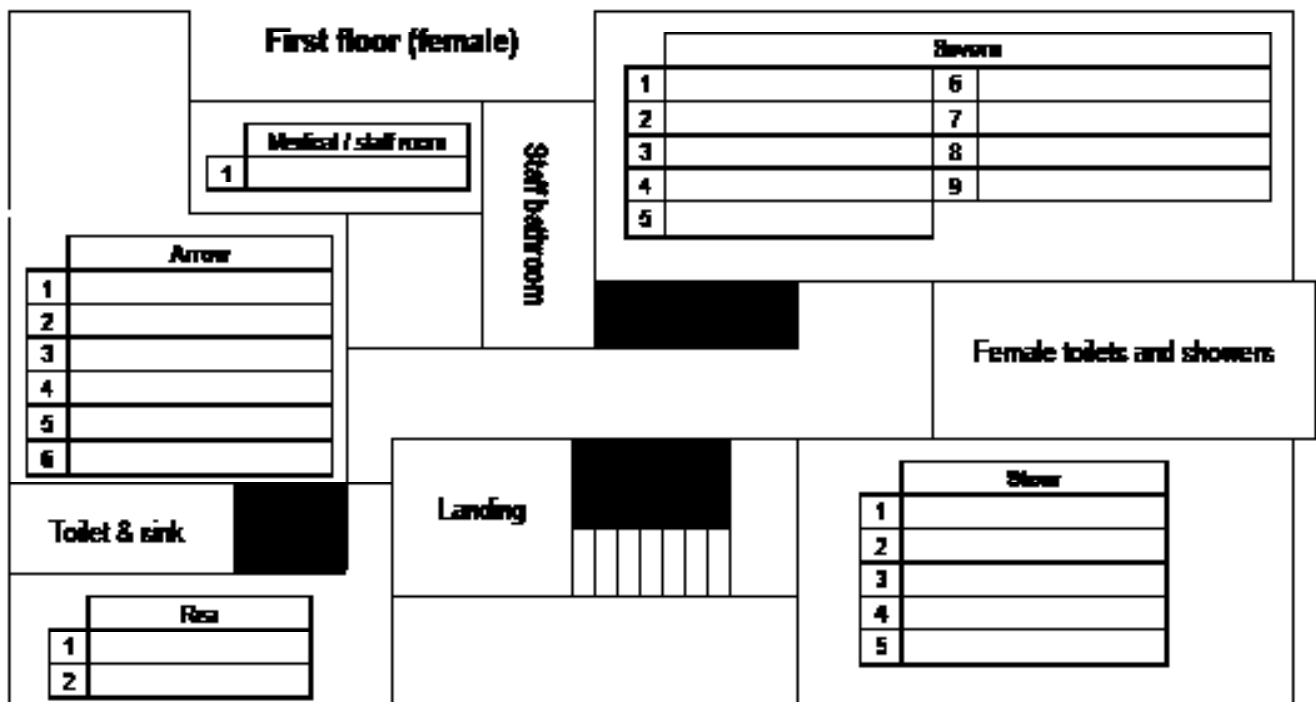 First floor (female)
Severn
1 6
2 7
3 8
4 9
5
Medical / staff room
1
Staff bathroom
Arrow
1
2
3
4
5
6
Female toilets and showers
Toilet & sink
Landing
Stour
1
2
3
4
5
Rea
1
2